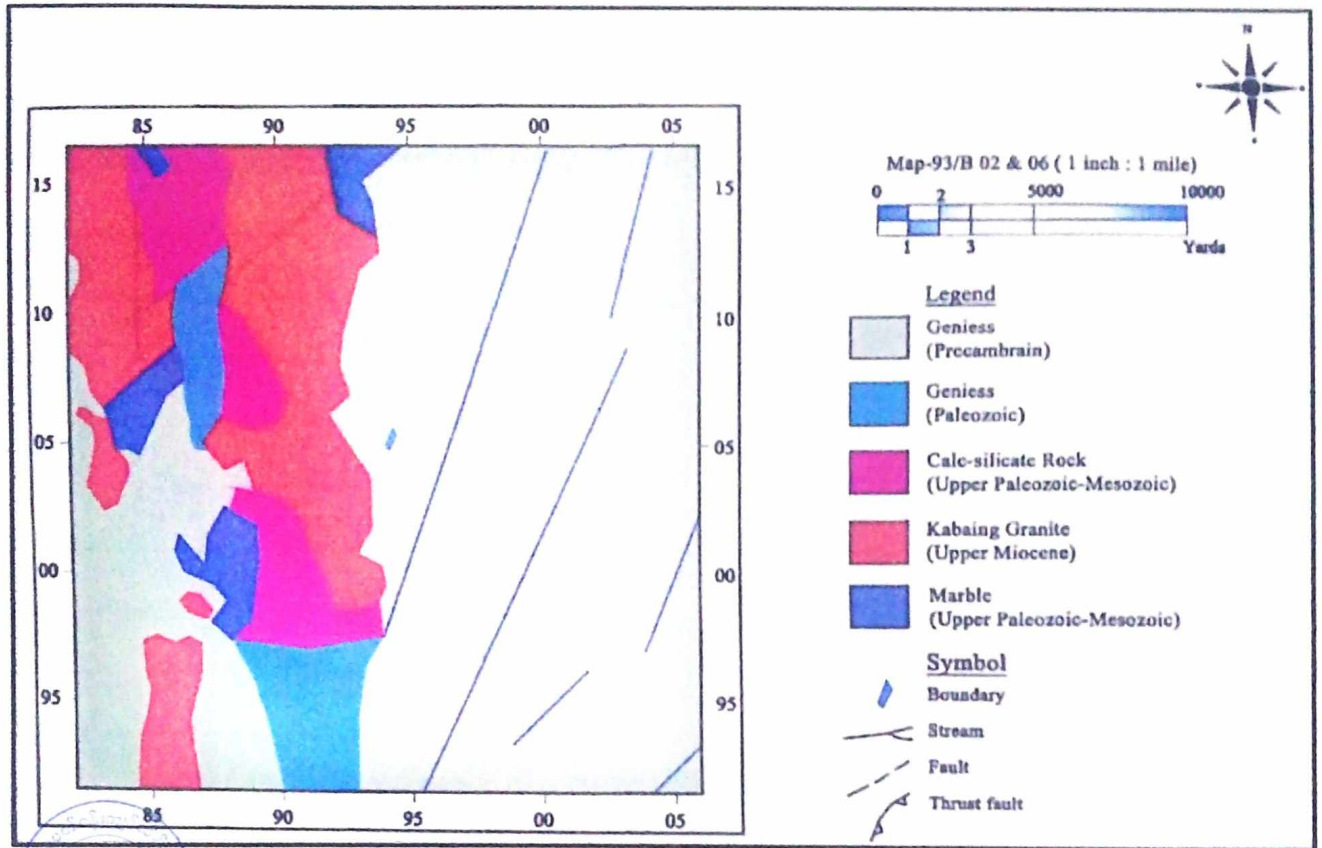 N
85 90 95 00 05
15 15
10 10
05 05
00 00
95 95
85 90 95 00 05
Map-93/B 02 & 06 ( 1 inch : 1 mile)
0 2 5000 10000
1 3 Yards
Legend
Geniess
(Precambrain)
Geniess
(Paleozoic)
Calc-silicate Rock
(Upper Paleozoic-Mesozoic)
Kabaing Granite
(Upper Miocene)
Marble
(Upper Paleozoic-Mesozoic)
Symbol
Boundary
Stream
Fault
Thrust fault